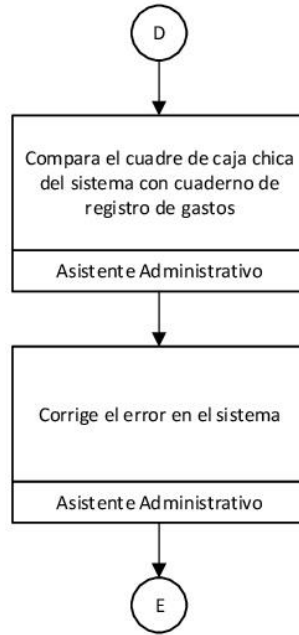 D
Compara el cuadre de caja chica
del sistema con cuaderno de
registro de gastos
Asistente Administrativo
Corrige el error en el sistema
Asistente Administrativo
E